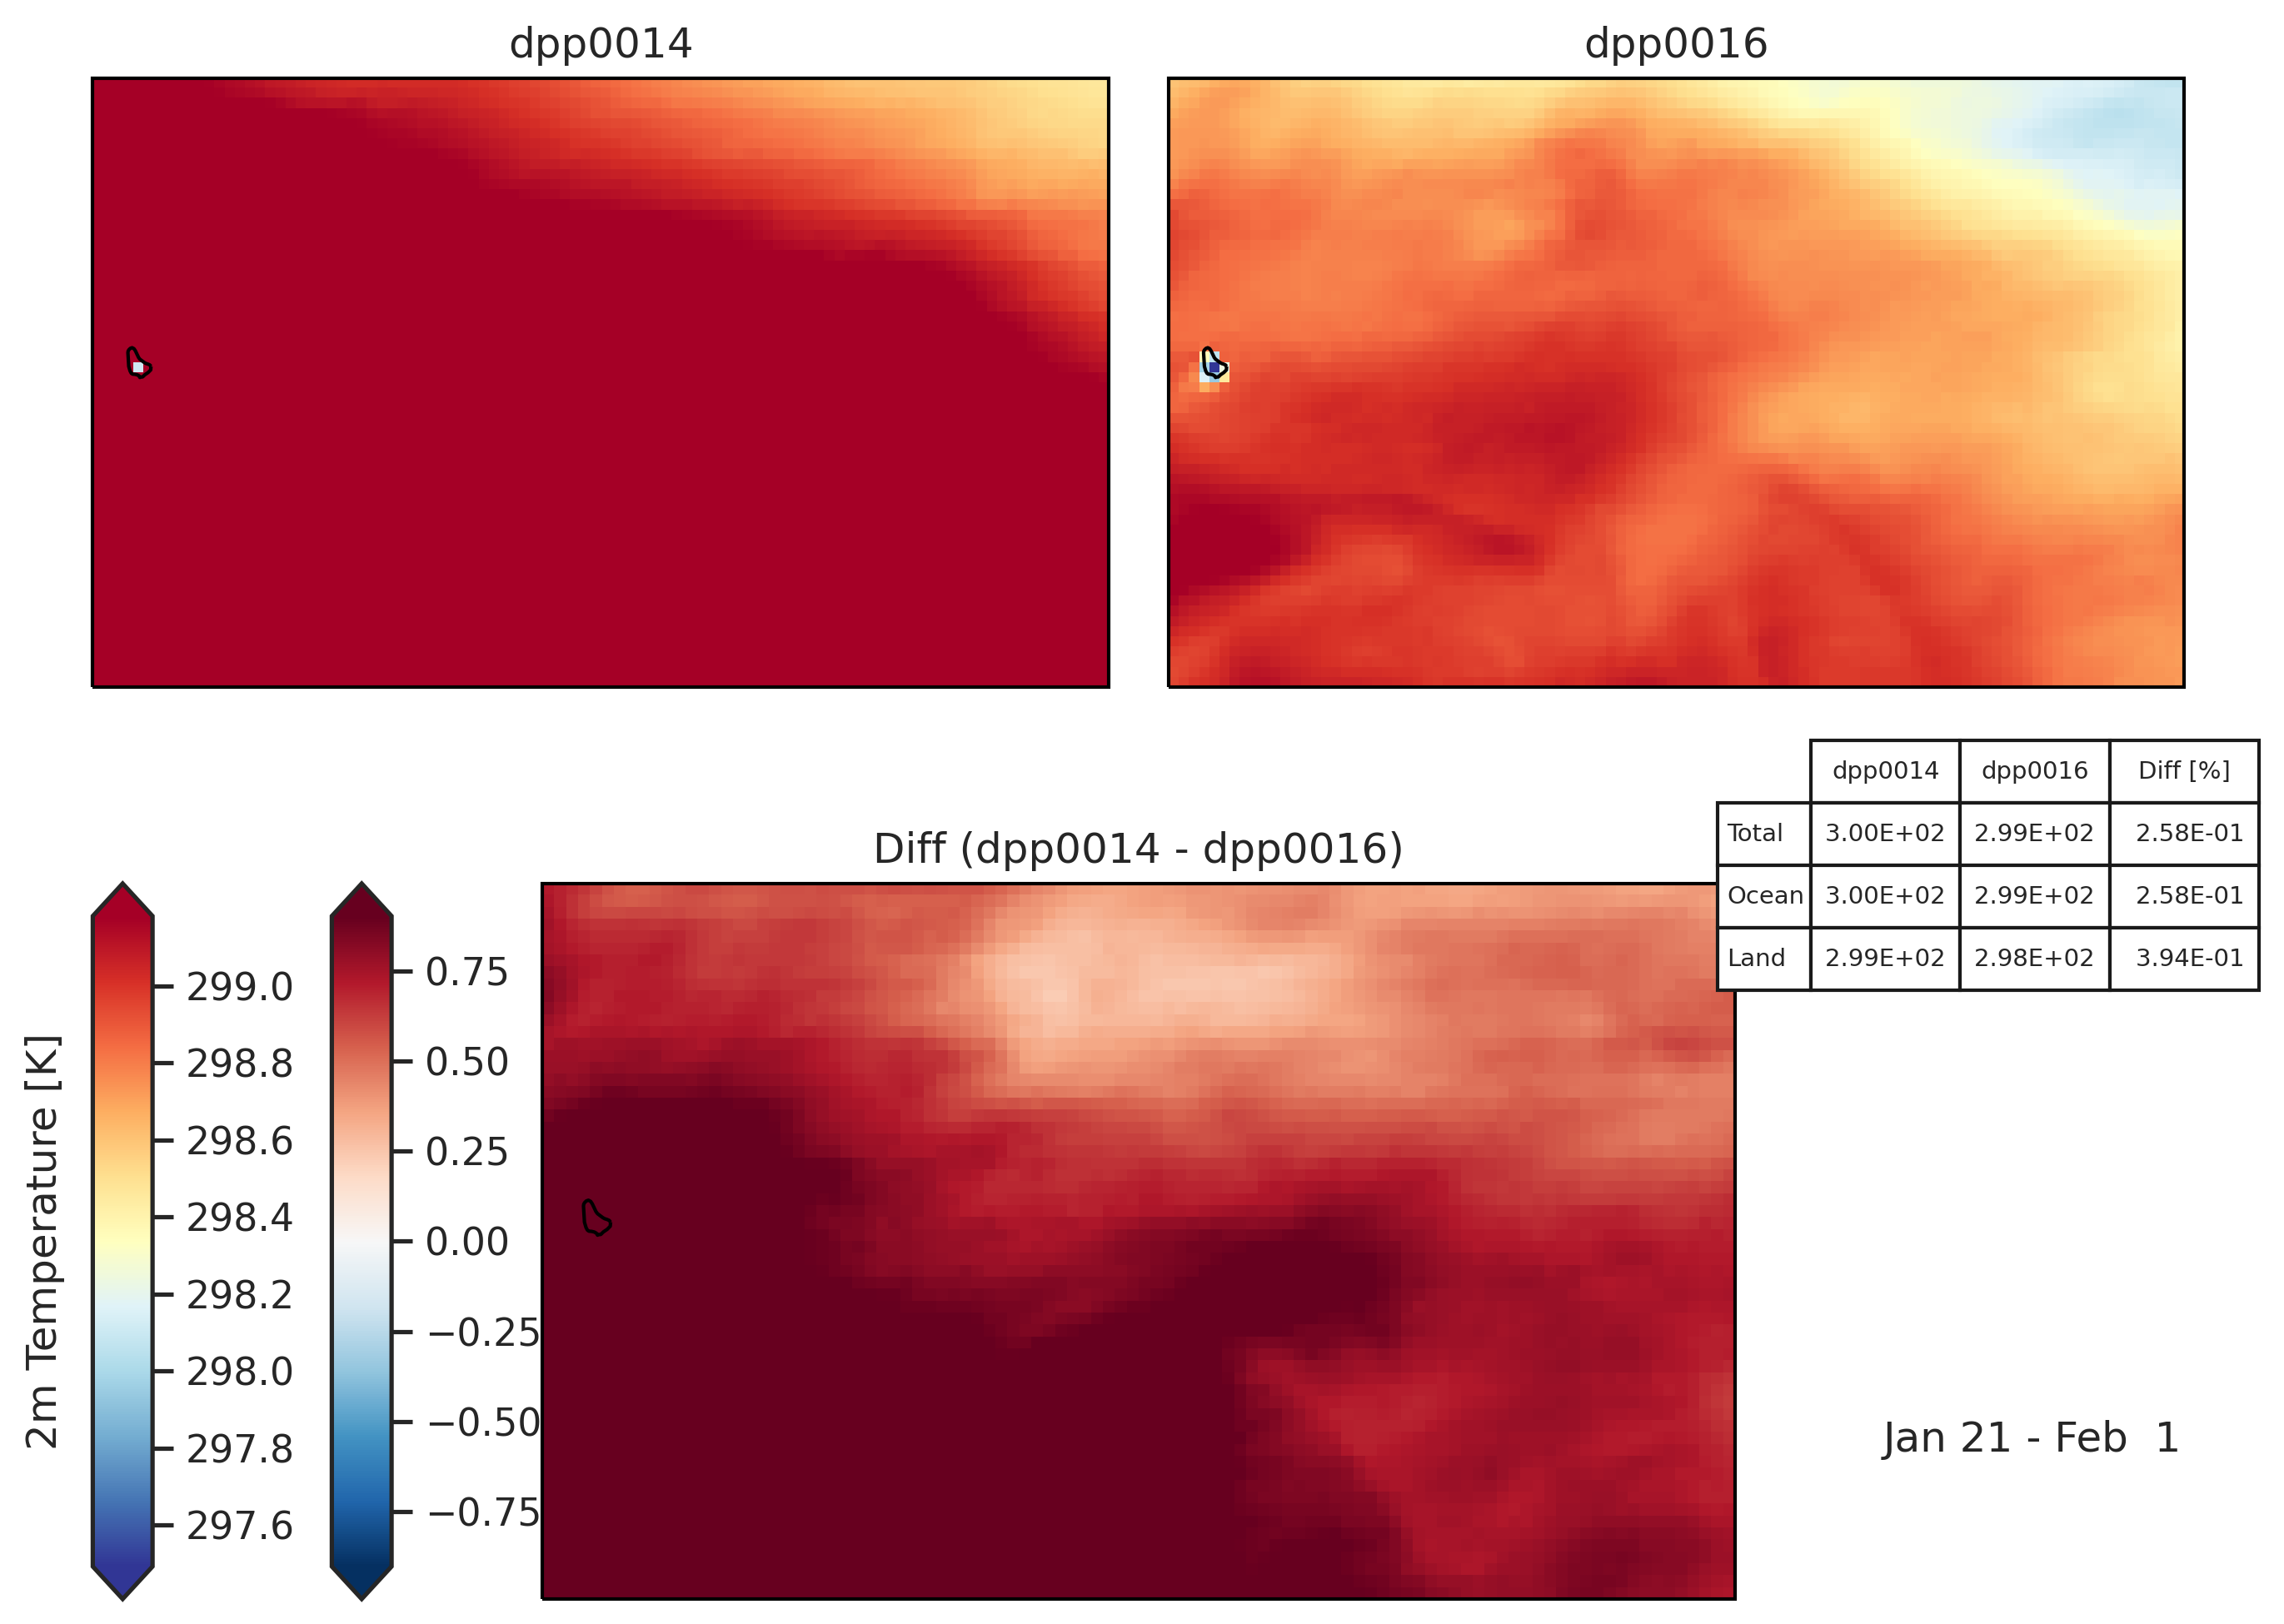 dpp0014
dpp0016
dpp0014 dpp0016 Diff [%]
Total 3.00E+02 2.99E+02 2.58E-01
Ocean 3.00E+02 2.99E+02 2.58E-01
Land 2.99E+02 2.98E+02 3.94E-01
Diff (dpp0014 - dpp0016)
2m Temperature [K]
299.0
298.8
298.6
298.4
298.2
298.0
297.8
297.6
0.75
0.50
0.25
0.00
−0.25
−0.50
−0.75
Jan 21 - Feb  1